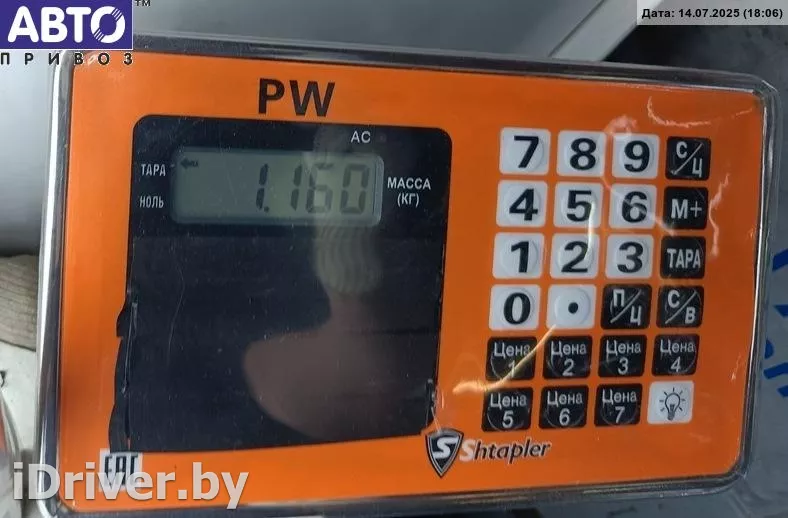 АВТО™
ПРИВОЗ
Дата: 14.07.2025 (18:06)
PW
AC
ТАРА
НОЛЬ
1.160
МАССА
(КГ)
7 8 9 С/Ц
4 5 6 М+
1 2 3 ТАРА
0 • П/Ц С/В
Цена 1 Цена 2 Цена 3 Цена 4
Цена 5 Цена 6 Цена 7
S Shtapler
EAC
iDriver.by